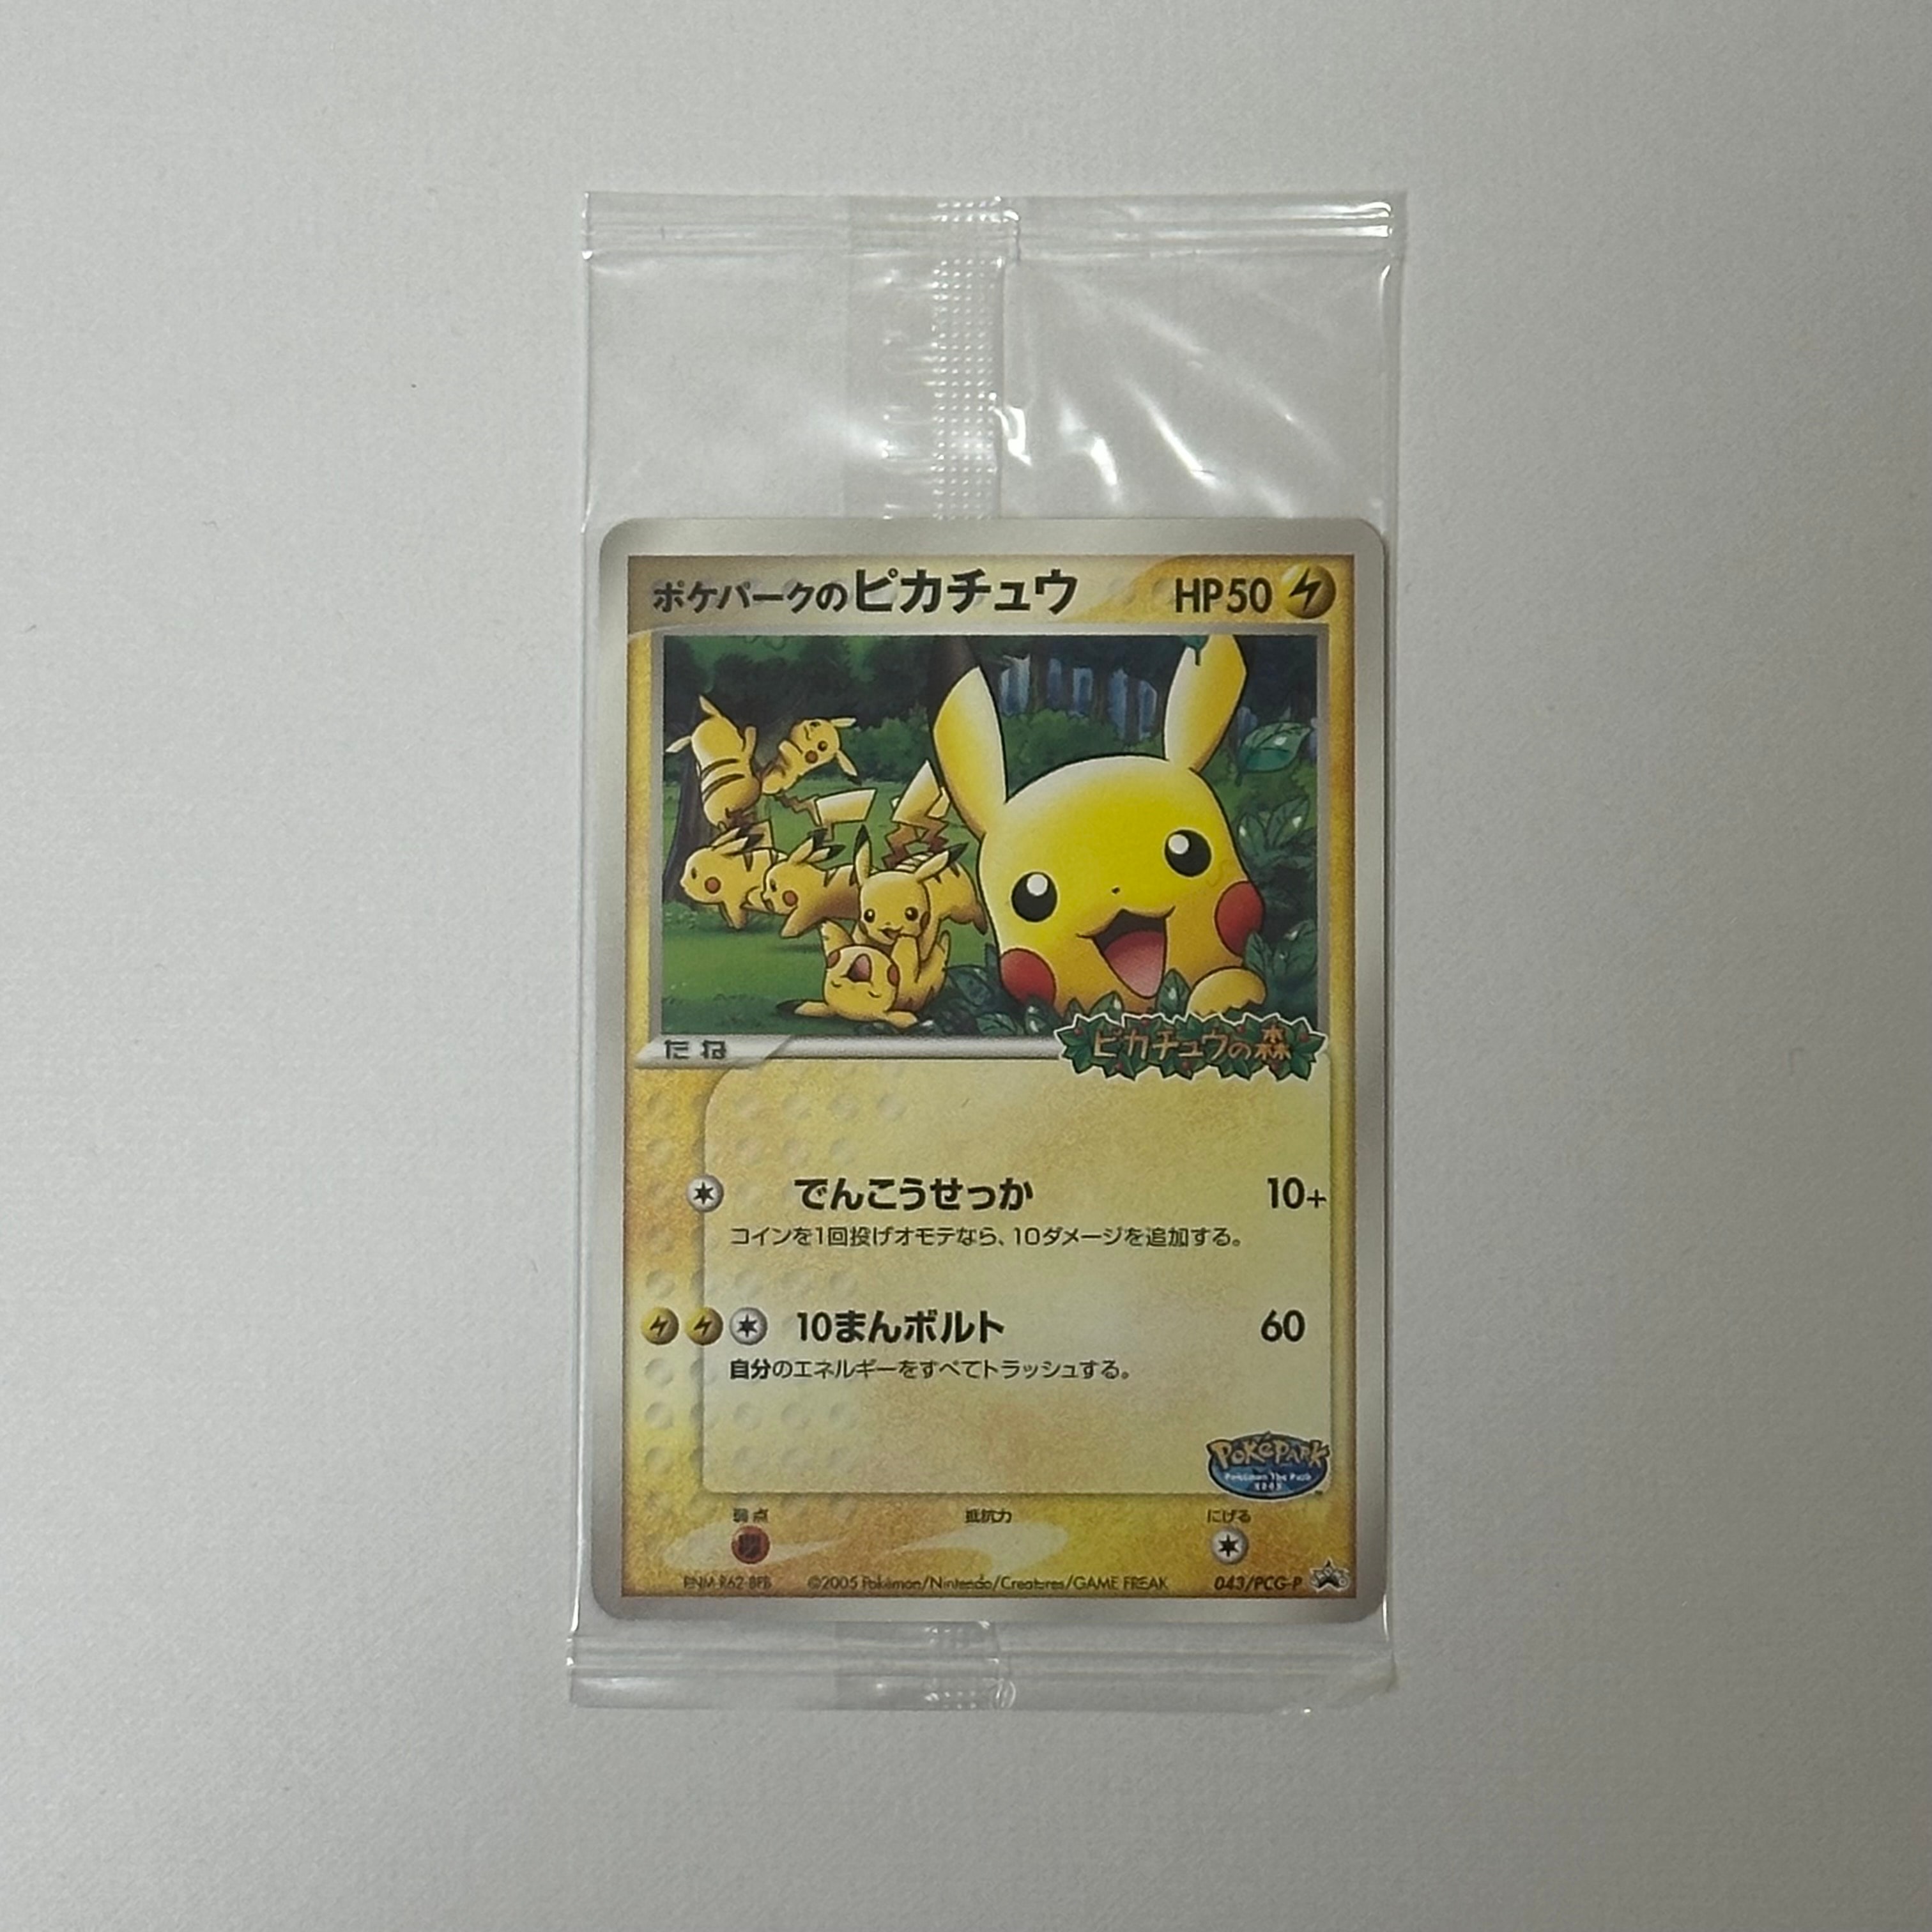 ポケパークのピカチュウ HP50
たね
ピカチュウの森
でんこうせっか 10+
コインを1回投げオモテなら、10ダメージを追加する。
10まんボルト 60
自分のエネルギーをすべてトラッシュする。
POKéPARK
Pokémon The Park
2005
弱点 抵抗力 にげる
©2005 Pokémon/Nintendo/Creatures/GAME FREAK 043/PCG-P